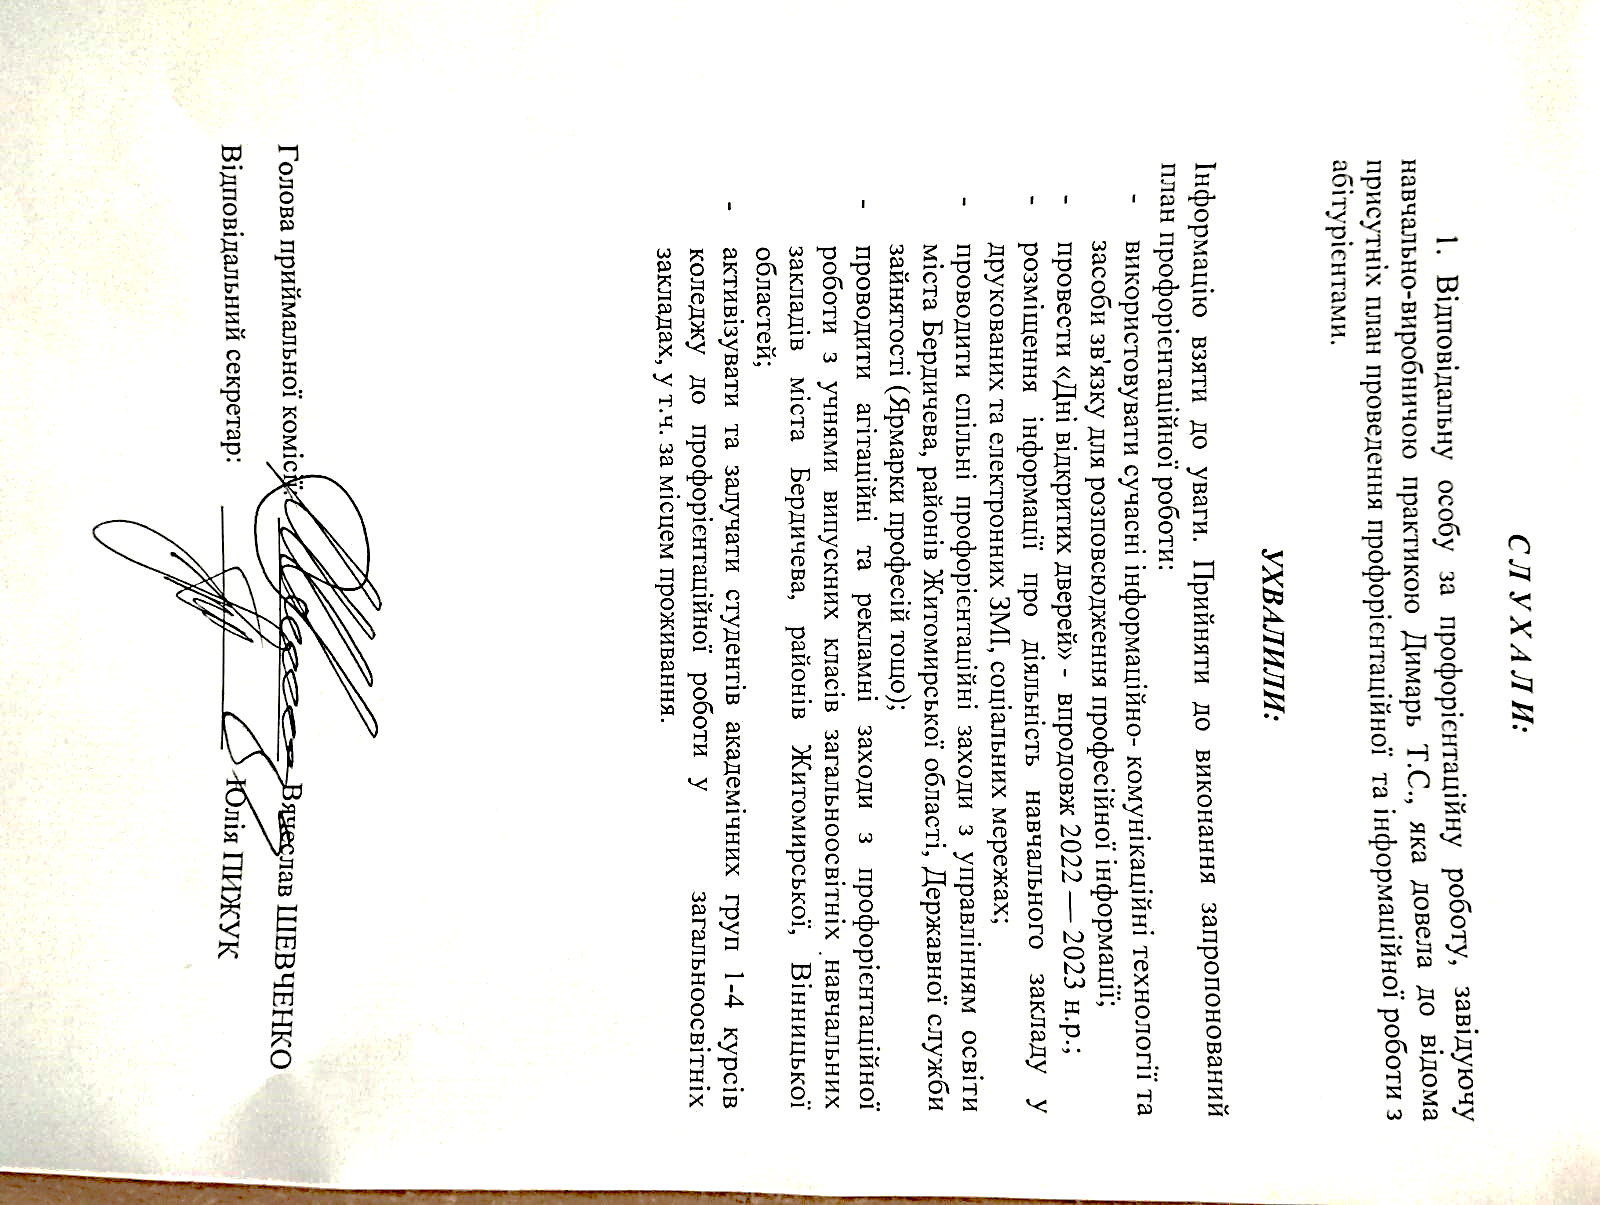 СЛУХАЛИ:
1. Відповідальну особу за профорієнтаційну роботу, завідуючу
навчально-виробничою практикою Димарь Т.С., яка довела до відома
присутніх план проведення профорієнтаційної та інформаційної роботи з
абітурієнтами.
УХВАЛИЛИ:
Інформацію взяти до уваги. Прийняти до виконання запропонований
план профорієнтаційної роботи:
- використовувати сучасні інформаційно- комунікаційні технології та
засоби зв'язку для розповсюдження професійної інформації;
- провести «Дні відкритих дверей» - впродовж 2022 — 2023 н.р.;
- розміщення інформації про діяльність навчального закладу у
друкованих та електронних ЗМІ, соціальних мережах;
- проводити спільні профорієнтаційні заходи з управлінням освіти
міста Бердичева, районів Житомирської області, Державної служби
зайнятості (Ярмарки професій тощо);
- проводити агітаційні та рекламні заходи з профорієнтаційної
роботи з учнями випускних класів загальноосвітніх навчальних
закладів міста Бердичева, районів Житомирської, Вінницької
областей;
- активізувати та залучати студентів академічних груп 1-4 курсів
коледжу до профорієнтаційної роботи у загальноосвітніх
закладах, у т.ч. за місцем проживання.
Голова приймальної комісії: Вячеслав ШЕВЧЕНКО
Відповідальний секретар: Юлія ПИЖУК